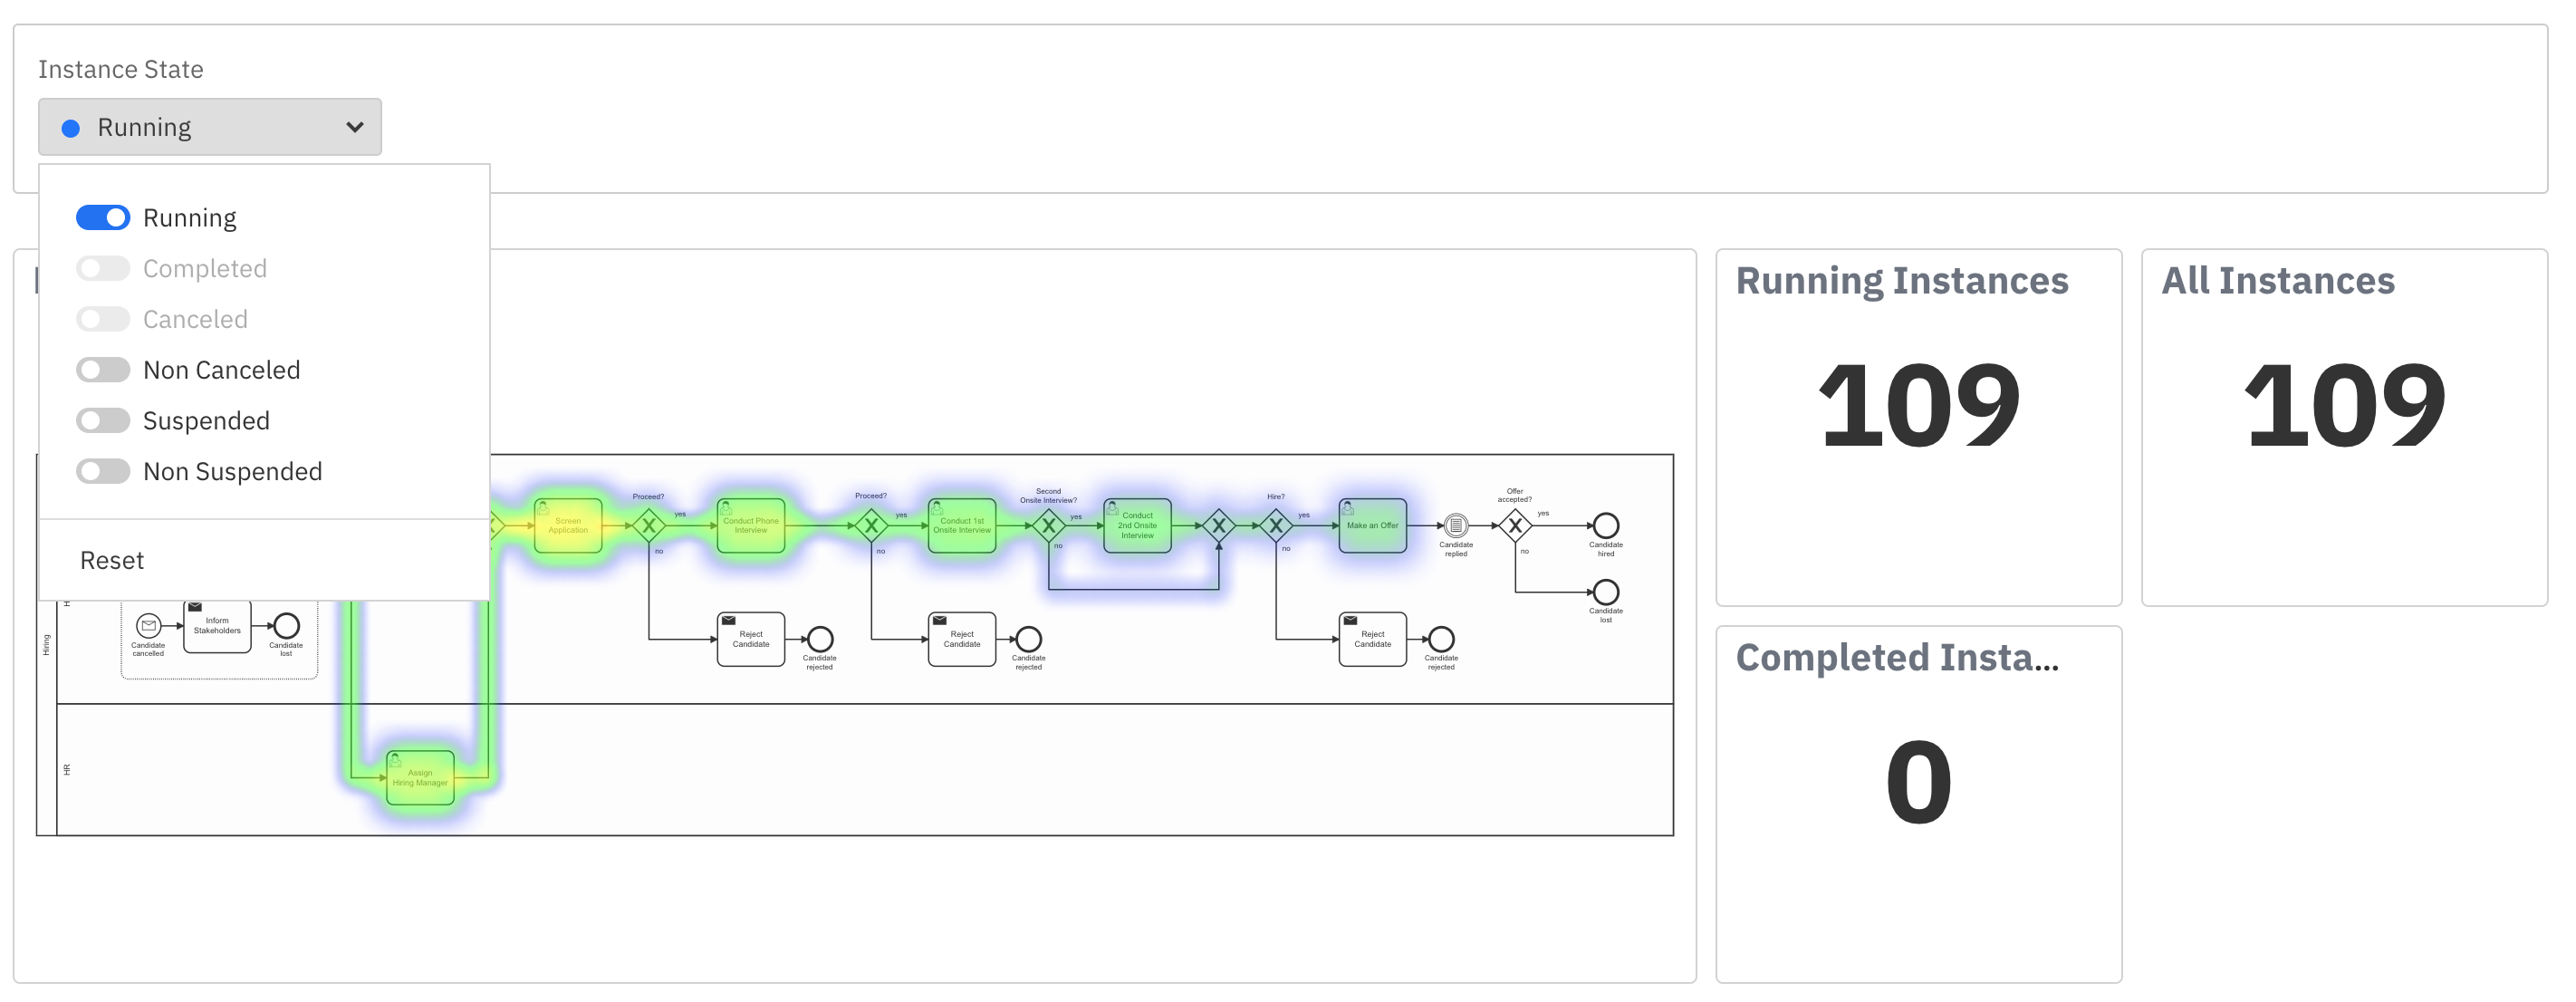 Instance State
Running
Running
Completed
Canceled
Non Canceled
Suspended
Non Suspended
Reset
Running Instances
109
All Instances
109
Completed Insta...
0
Hiring
HR
Candidate
cancelled
Inform
Stakeholders
Candidate
lost
Assign
Hiring Manager
Screen
Application
Proceed?
yes
no
Conduct Phone
Interview
Reject
Candidate
Candidate
rejected
Proceed?
yes
no
Conduct 1st
Onsite Interview
Reject
Candidate
Candidate
rejected
Second
Onsite Interview?
yes
no
Conduct
2nd Onsite
Interview
Hire?
yes
no
Make an Offer
Reject
Candidate
Candidate
rejected
Candidate
replied
Offer
accepted?
yes
no
Candidate
hired
Candidate
lost